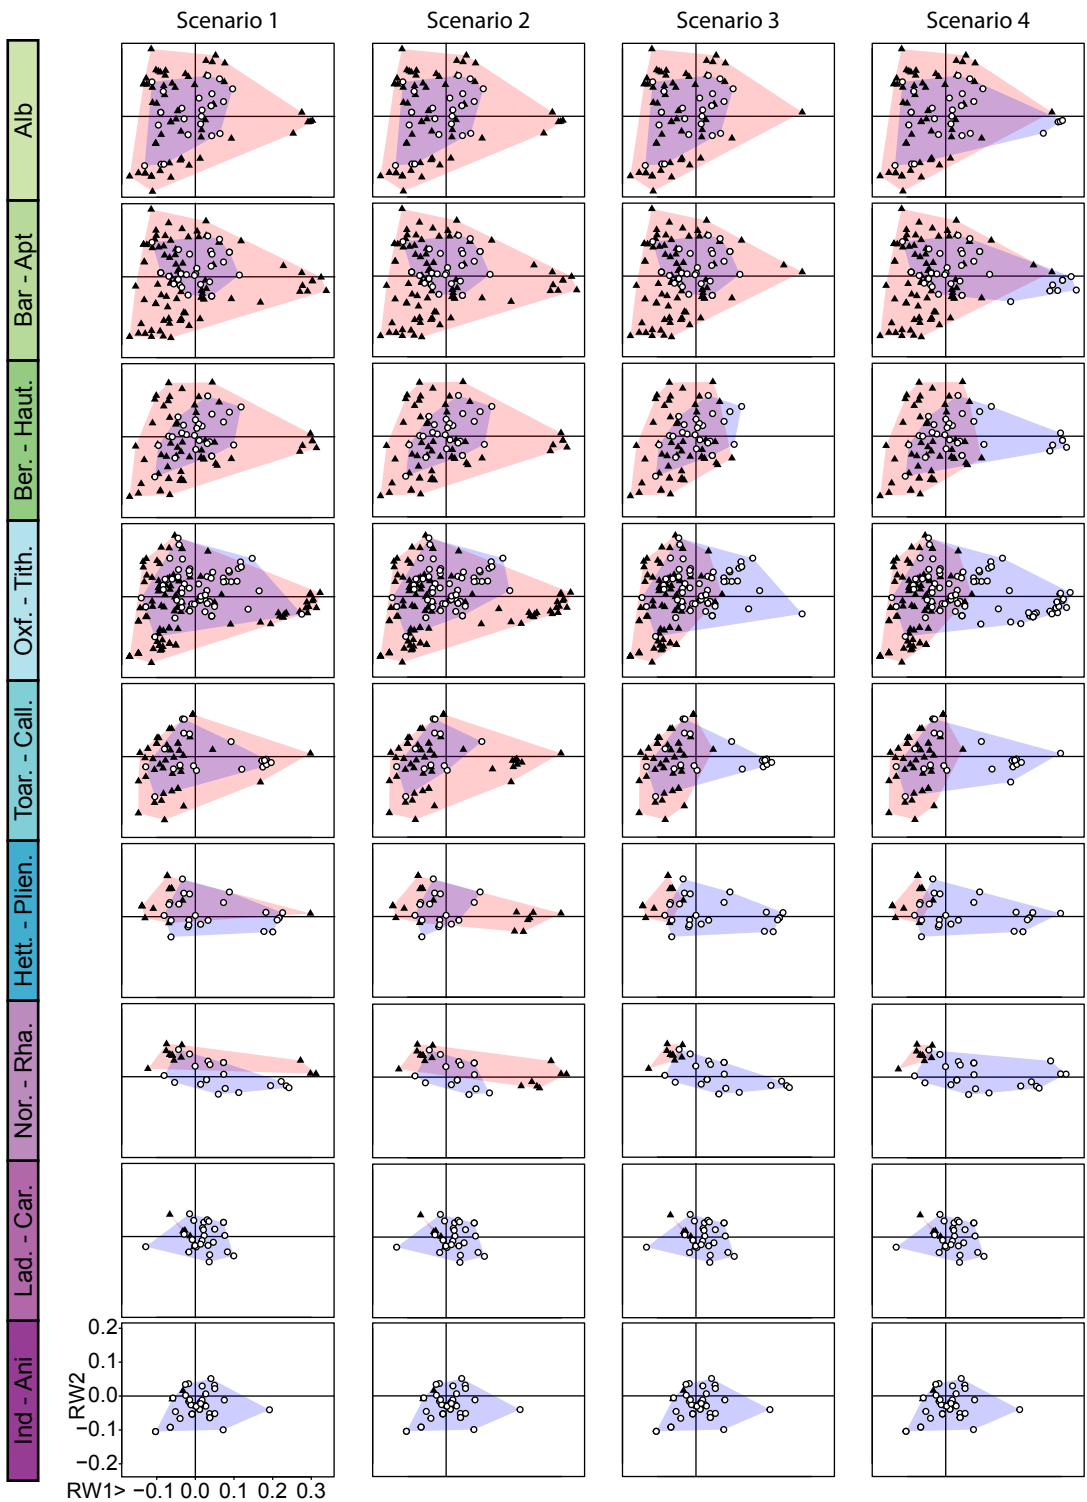 Scenario 1 Scenario 2 Scenario 3 Scenario 4
Alb
Bar - Apt
Ber. - Haut.
Oxf. - Tith.
Toar. - Call.
Hett. - Plien.
Nor. - Rha.
Lad. - Car.
Ind - Ani
0.2
0.1
0.0
−0.1
−0.2
RW2
RW1> −0.1 0.0 0.1 0.2 0.3